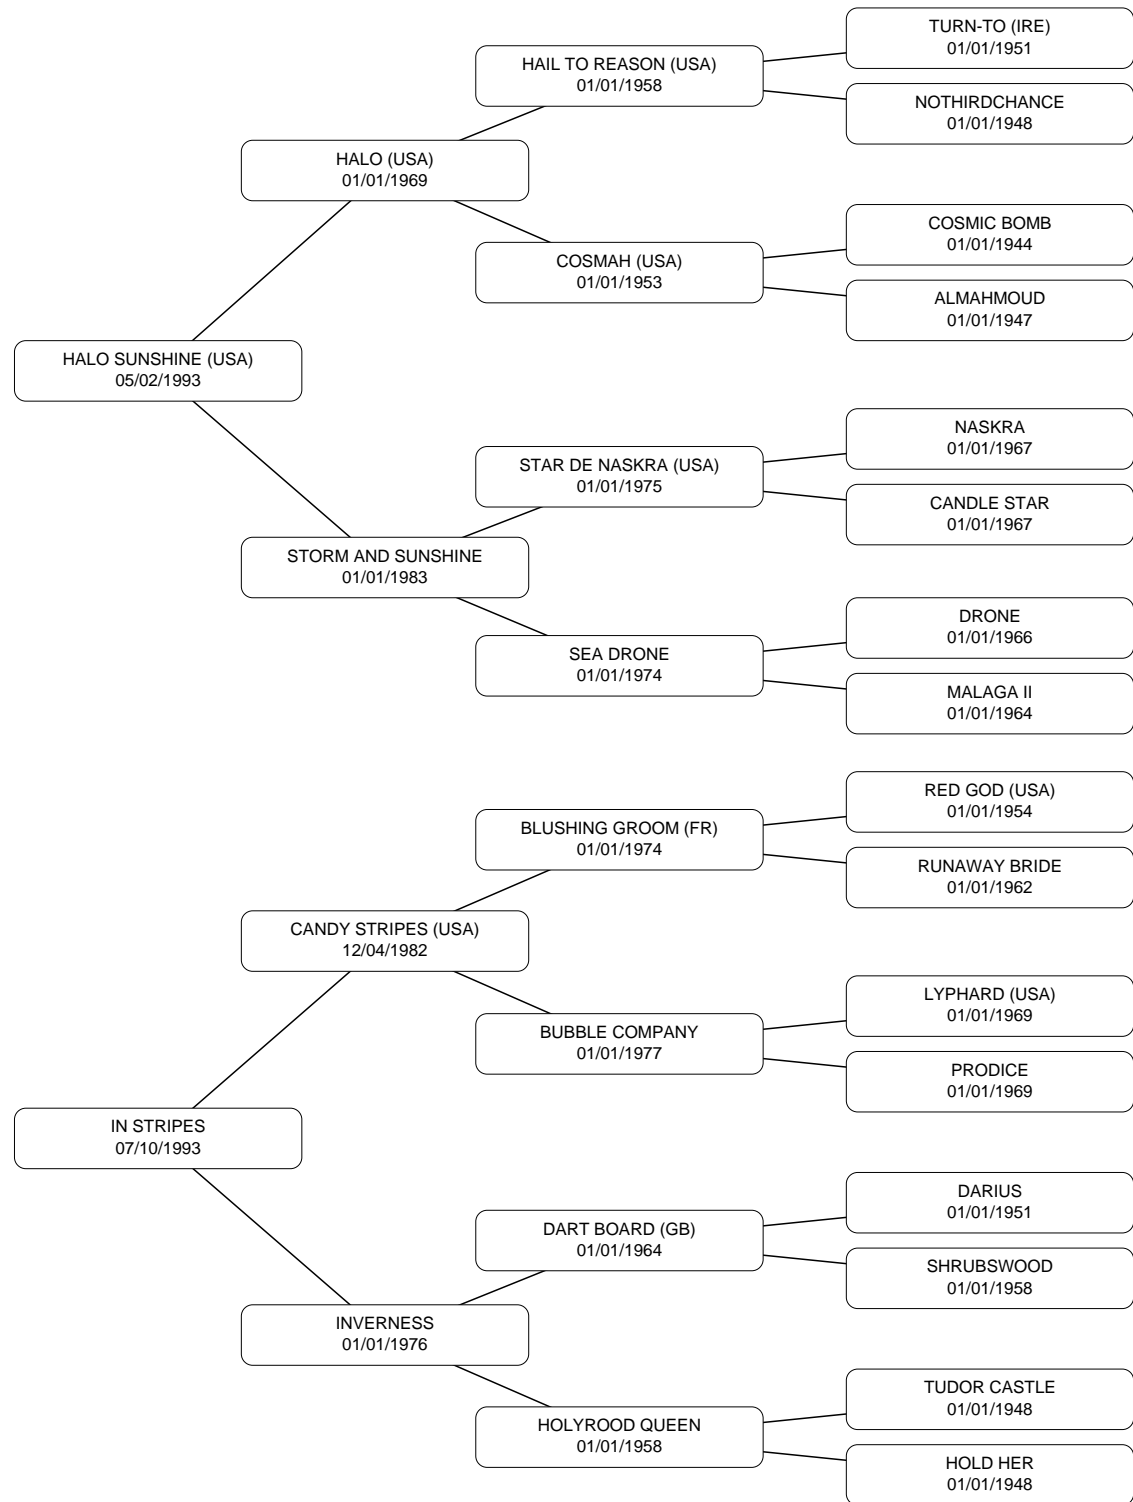 TURN-TO (IRE)
01/01/1951
HAIL TO REASON (USA)
01/01/1958
NOTHIRDCHANCE
01/01/1948
HALO (USA)
01/01/1969
COSMIC BOMB
01/01/1944
COSMAH (USA)
01/01/1953
ALMAHMOUD
01/01/1947
HALO SUNSHINE (USA)
05/02/1993
NASKRA
01/01/1967
STAR DE NASKRA (USA)
01/01/1975
CANDLE STAR
01/01/1967
STORM AND SUNSHINE
01/01/1983
DRONE
01/01/1966
SEA DRONE
01/01/1974
MALAGA II
01/01/1964
RED GOD (USA)
01/01/1954
BLUSHING GROOM (FR)
01/01/1974
RUNAWAY BRIDE
01/01/1962
CANDY STRIPES (USA)
12/04/1982
LYPHARD (USA)
01/01/1969
BUBBLE COMPANY
01/01/1977
PRODICE
01/01/1969
IN STRIPES
07/10/1993
DARIUS
01/01/1951
DART BOARD (GB)
01/01/1964
SHRUBSWOOD
01/01/1958
INVERNESS
01/01/1976
TUDOR CASTLE
01/01/1948
HOLYROOD QUEEN
01/01/1958
HOLD HER
01/01/1948